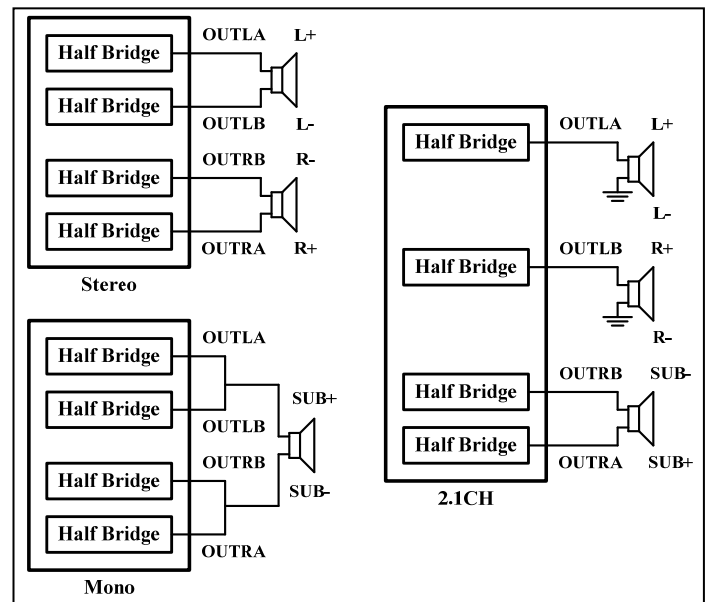 Half Bridge
OUTLA L+
Half Bridge
OUTLB L-
Half Bridge
OUTRB R-
Half Bridge
OUTRA R+
Stereo
Half Bridge
OUTLA
Half Bridge
OUTLB
SUB+
Half Bridge
OUTRB
SUB-
Half Bridge
OUTRA
Mono
Half Bridge
OUTLA L+
L-
Half Bridge
OUTLB R+
R-
Half Bridge
OUTRB SUB-
Half Bridge
OUTRA SUB+
2.1CH